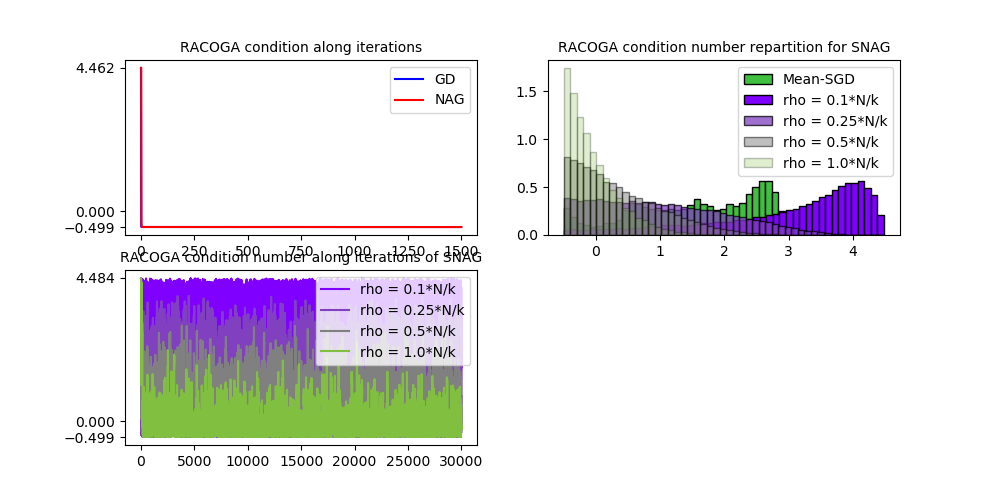 RACOGA condition along iterations
4.462
0.000
−0.499
0 250 500 750 1000 1250 1500
GD
NAG
RACOGA condition number repartition for SNAG
1.5
1.0
0.5
0.0
0 1 2 3 4
Mean-SGD
rho = 0.1*N/k
rho = 0.25*N/k
rho = 0.5*N/k
rho = 1.0*N/k
RACOGA condition number along iterations of SNAG
4.484
0.000
−0.499
0 5000 10000 15000 20000 25000 30000
rho = 0.1*N/k
rho = 0.25*N/k
rho = 0.5*N/k
rho = 1.0*N/k